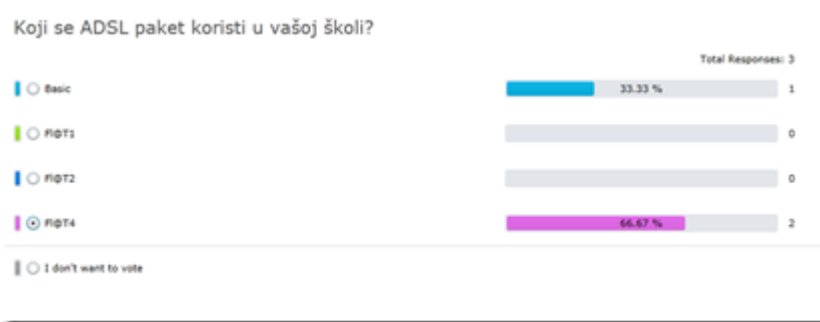 Koji se ADSL paket koristi u vašoj školi?
Total Responses: 3
Basic 33.33 % 1
Fl@T1 0
Fl@T2 0
Fl@T4 66.67 % 2
I don't want to vote